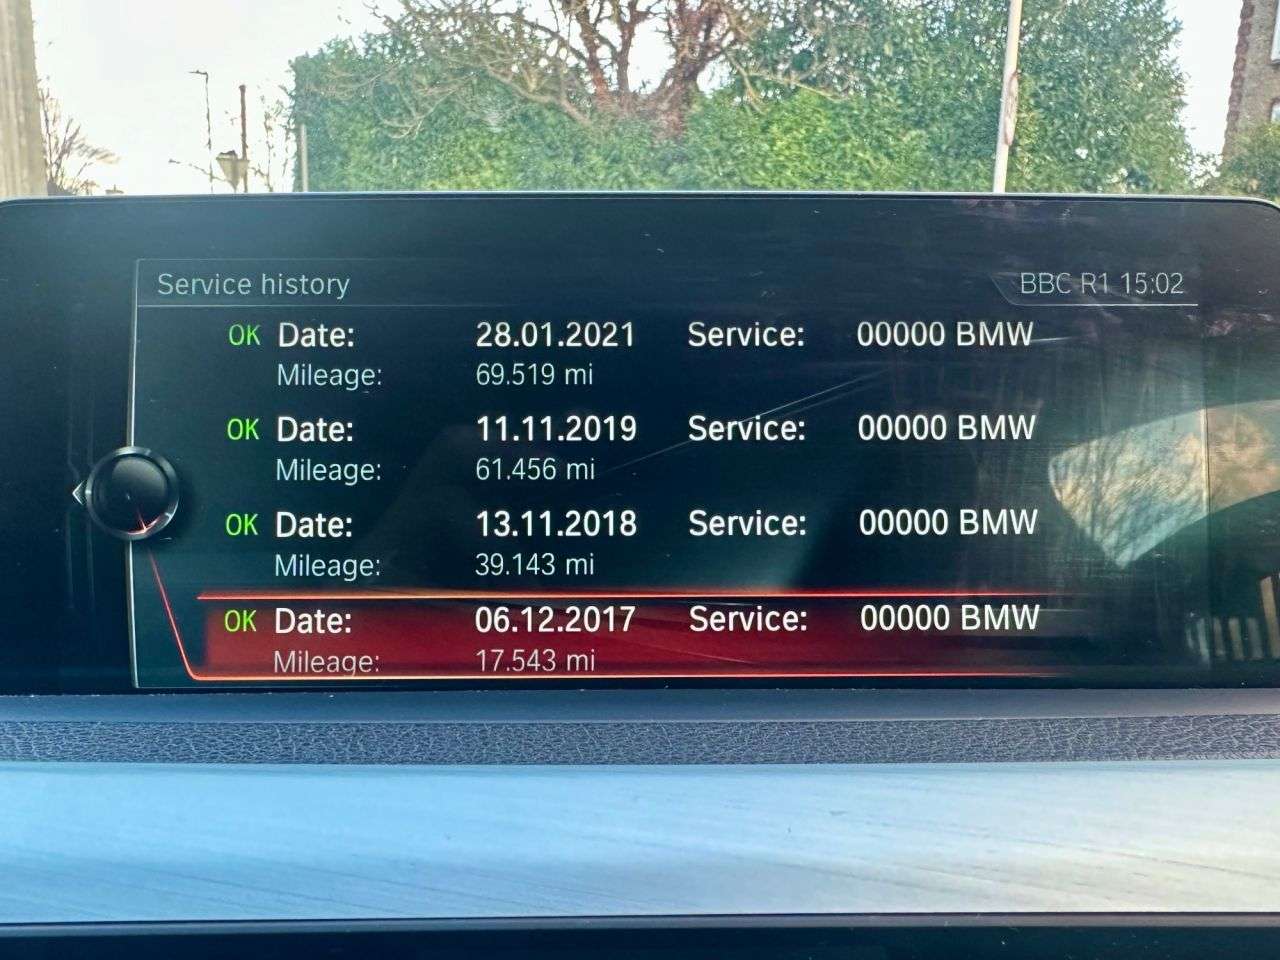 Service history BBC R1 15:02
OK Date: 28.01.2021 Service: 00000 BMW
Mileage: 69.519 mi
OK Date: 11.11.2019 Service: 00000 BMW
Mileage: 61.456 mi
OK Date: 13.11.2018 Service: 00000 BMW
Mileage: 39.143 mi
OK Date: 06.12.2017 Service: 00000 BMW
Mileage: 17.543 mi